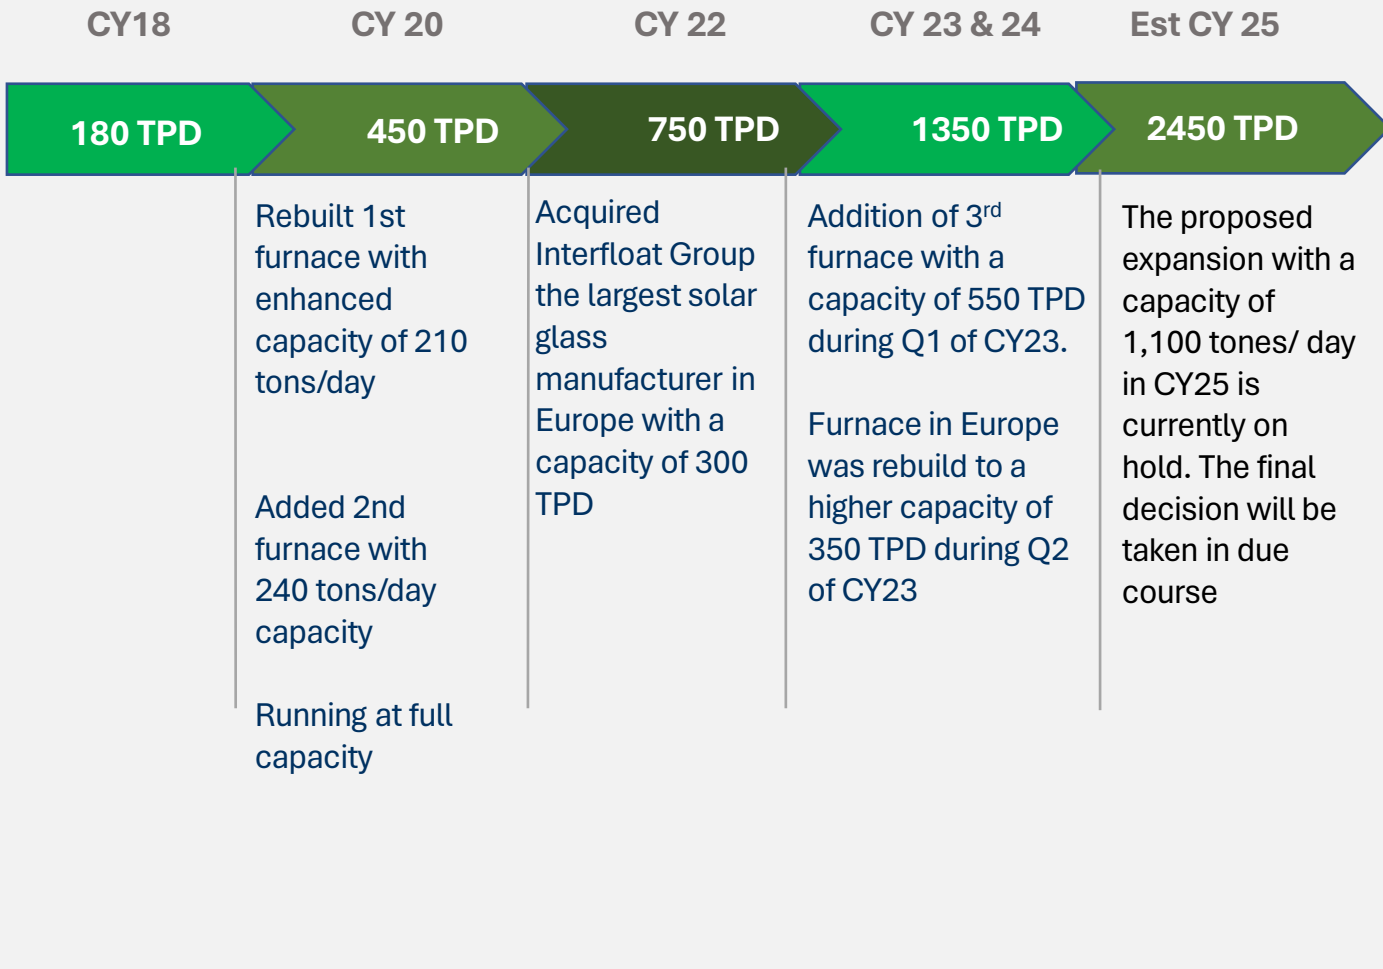 CY18
CY 20
CY 22
CY 23 & 24
Est CY 25
180 TPD
450 TPD
750 TPD
1350 TPD
2450 TPD
Rebuilt 1st
furnace with
enhanced
capacity of 210
tons/day
Added 2nd
furnace with
240 tons/day
capacity
Running at full
capacity
Acquired
Interfloat Group
the largest solar
glass
manufacturer in
Europe with a
capacity of 300
TPD
Addition of 3rd
furnace with a
capacity of 550 TPD
during Q1 of CY23.
Furnace in Europe
was rebuild to a
higher capacity of
350 TPD during Q2
of CY23
The proposed
expansion with a
capacity of
1,100 tones/ day
in CY25 is
currently on
hold. The final
decision will be
taken in due
course